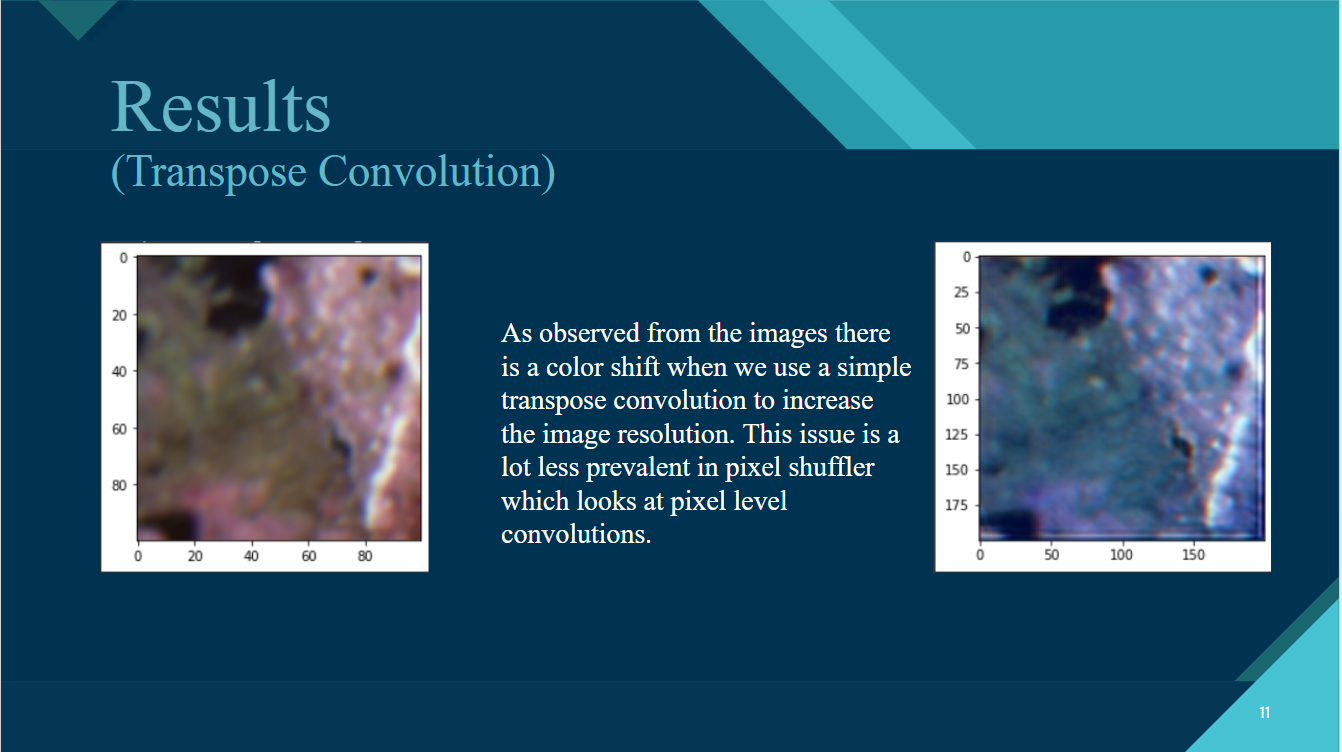 Results
(Transpose Convolution)
0
20
40
60
80
0
20
40
60
80
As observed from the images there
is a color shift when we use a simple
transpose convolution to increase
the image resolution. This issue is a
lot less prevalent in pixel shuffler
which looks at pixel level
convolutions.
0
25
50
75
100
125
150
175
0
50
100
150
11